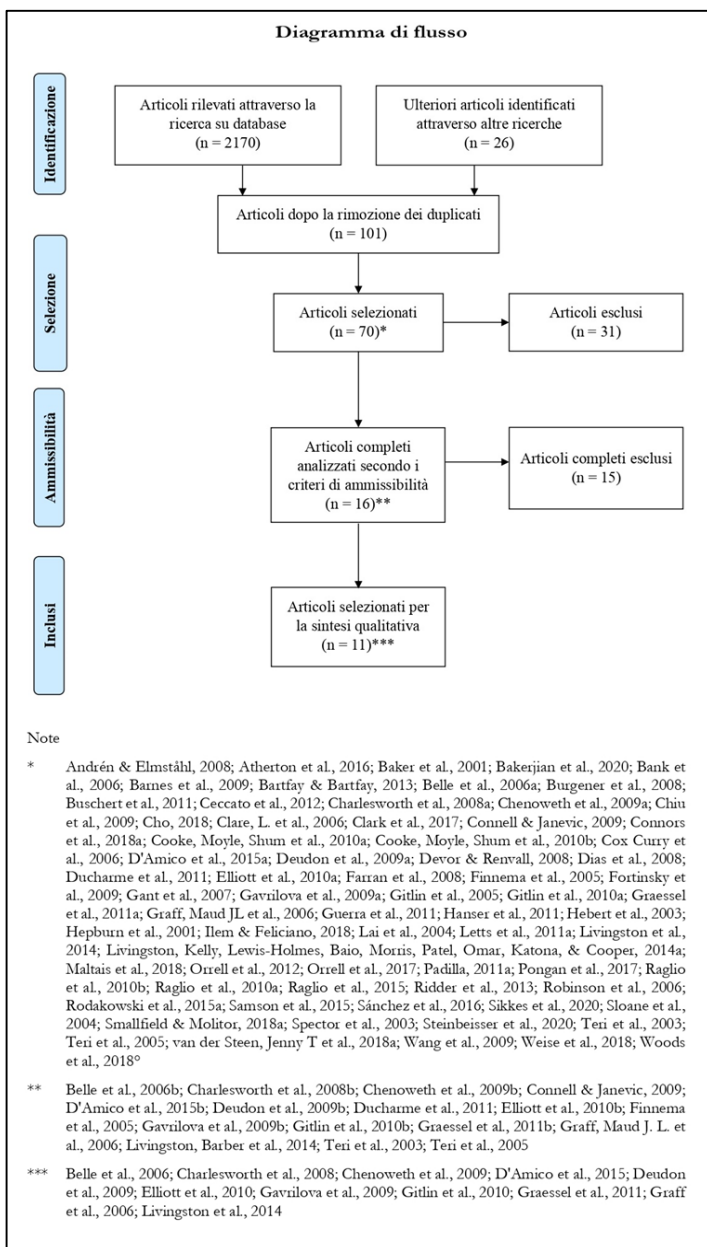 Diagramma di flusso
Identificazione
Articoli rilevati attraverso la
ricerca su database
(n = 2170)
Ulteriori articoli identificati
attraverso altre ricerche
(n = 26)
Articoli dopo la rimozione dei duplicati
(n = 101)
Selezione
Articoli selezionati
(n = 70)*
Articoli esclusi
(n = 31)
Ammissibilità
Articoli completi
analizzati secondo i
criteri di ammissibilità
(n = 16)**
Articoli completi esclusi
(n = 15)
Inclusi
Articoli selezionati per
la sintesi qualitativa
(n = 11)***
Note
* Andrén & Elmståhl, 2008; Atherton et al., 2016; Baker et al., 2001; Bakerjian et al., 2020; Bank et
al., 2006; Barnes et al., 2009; Bartfay & Bartfay, 2013; Belle et al., 2006a; Burgener et al., 2008;
Buschert et al., 2011; Ceccato et al., 2012; Charlesworth et al., 2008a; Chenoweth et al., 2009a; Chiu
et al., 2009; Cho, 2018; Clare, L. et al., 2006; Clark et al., 2017; Connell & Janevic, 2009; Connors
et al., 2018a; Cooke, Moyle, Shum et al., 2010a; Cooke, Moyle, Shum et al., 2010b; Cox Curry
et al., 2006; D'Amico et al., 2015a; Deudon et al., 2009a; Devor & Renvall, 2008; Dias et al., 2008;
Ducharme et al., 2011; Elliott et al., 2010a; Farran et al., 2008; Finnema et al., 2005; Fortinsky
et al., 2009; Gant et al., 2007; Gavrilova et al., 2009a; Gitlin et al., 2005; Gitlin et al., 2010a; Graessel
et al., 2011a; Graff, Maud JL et al., 2006; Guerra et al., 2011; Hanser et al., 2011; Hebert et al., 2003;
Hepburn et al., 2001; Ilem & Feliciano, 2018; Lai et al., 2004; Letts et al., 2011a; Livingston et al.,
2014; Livingston, Kelly, Lewis-Holmes, Baio, Morris, Patel, Omar, Katona, & Cooper, 2014a;
Maltais et al., 2018; Orrell et al., 2012; Orrell et al., 2017; Padilla, 2011a; Pongan et al., 2017; Raglio
et al., 2010b; Raglio et al., 2010a; Raglio et al., 2015; Ridder et al., 2013; Robinson et al., 2006;
Rodakowski et al., 2015a; Samson et al., 2015; Sánchez et al., 2016; Sikkes et al., 2020; Sloane et al.,
2004; Smallfield & Molitor, 2018a; Spector et al., 2003; Steinbeisser et al., 2020; Teri et al., 2003;
Teri et al., 2005; van der Steen, Jenny T et al., 2018a; Wang et al., 2009; Weise et al., 2018; Woods
et al., 2018°
** Belle et al., 2006b; Charlesworth et al., 2008b; Chenoweth et al., 2009b; Connell & Janevic, 2009;
D'Amico et al., 2015b; Deudon et al., 2009b; Ducharme et al., 2011; Elliott et al., 2010b; Finnema
et al., 2005; Gavrilova et al., 2009b; Gitlin et al., 2010b; Graessel et al., 2011b; Graff, Maud J. L. et
al., 2006; Livingston, Barber et al., 2014; Teri et al., 2003; Teri et al., 2005
*** Belle et al., 2006; Charlesworth et al., 2008; Chenoweth et al., 2009; D'Amico et al., 2015; Deudon
et al., 2009; Elliott et al., 2010; Gavrilova et al., 2009; Gitlin et al., 2010; Graessel et al., 2011; Graff
et al., 2006; Livingston et al., 2014